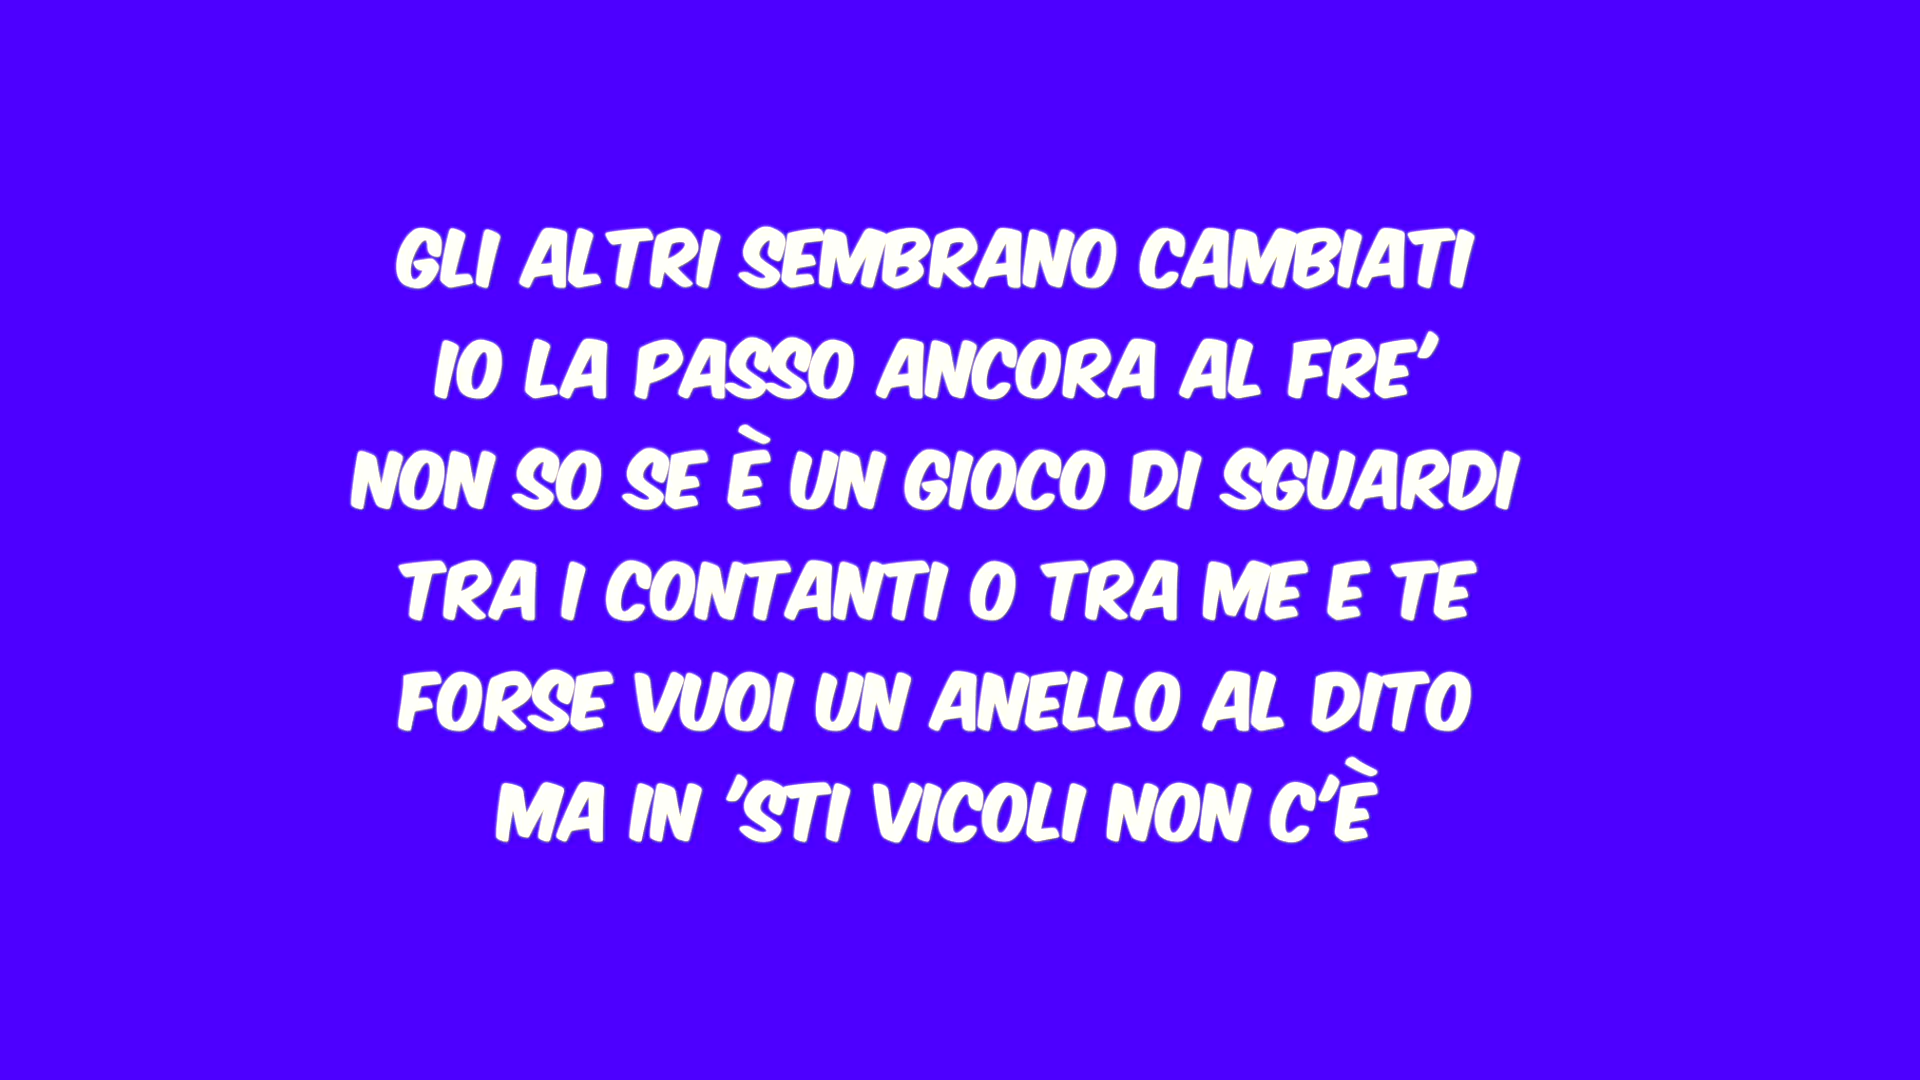 GLI ALTRI SEMBRANO CAMBIATI
IO LA PASSO ANCORA AL FRE'
NON SO SE È UN GIOCO DI SGUARDI
TRA I CONTANTI O TRA ME E TE
FORSE VUOI UN ANELLO AL DITO
MA IN 'STI VICOLI NON C'È